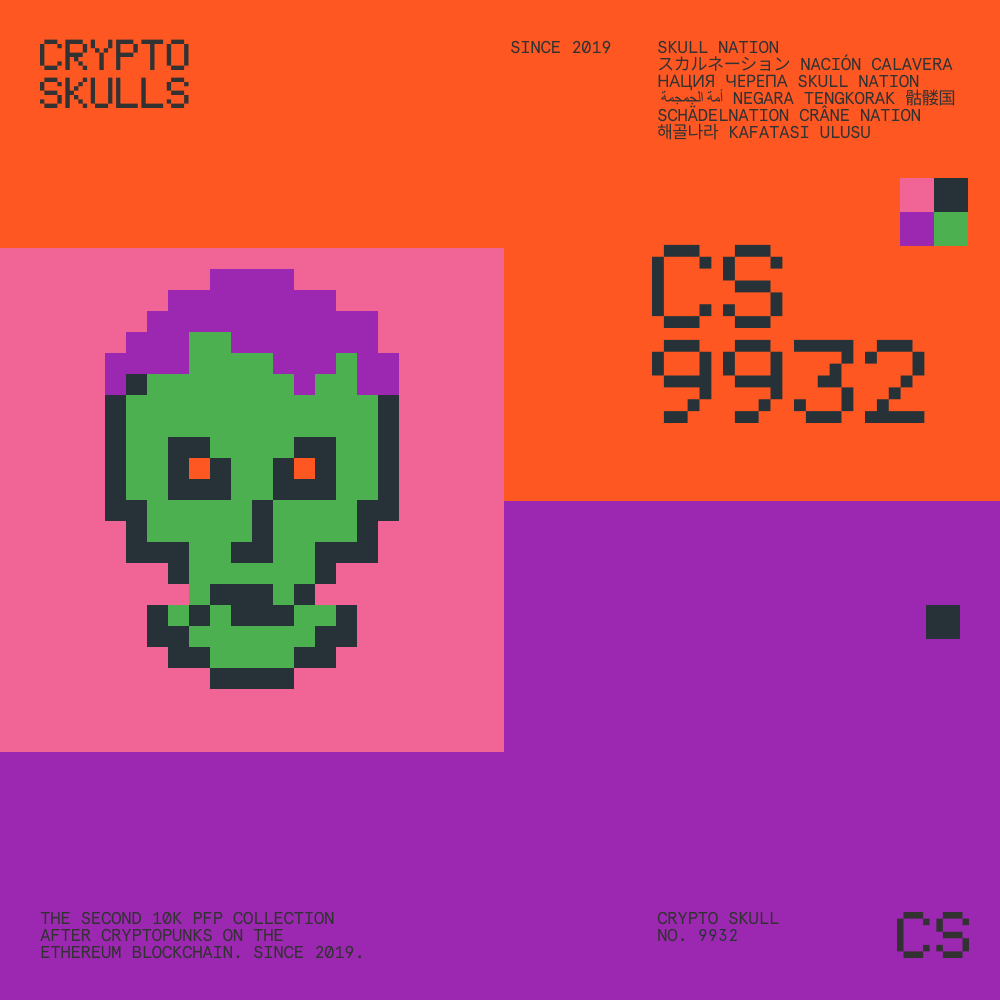 CRYPTO
SKULLS
SINCE 2019
SKULL NATION
スカルネーション NACIÓN CALAVERA
НАЦИЯ ЧЕРЕПА SKULL NATION
أمة الجمجمة NEGARA TENGKORAK 骷髅国
SCHÄDELNATION CRÂNE NATION
해골나라 KAFATASI ULUSU
CS
9932
THE SECOND 10K PFP COLLECTION
AFTER CRYPTOPUNKS ON THE
ETHEREUM BLOCKCHAIN. SINCE 2019.
CRYPTO SKULL
NO. 9932
CS